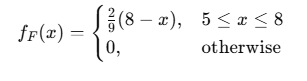 f_F(x) = { 2/9(8 − x), 5 ≤ x ≤ 8
0, otherwise